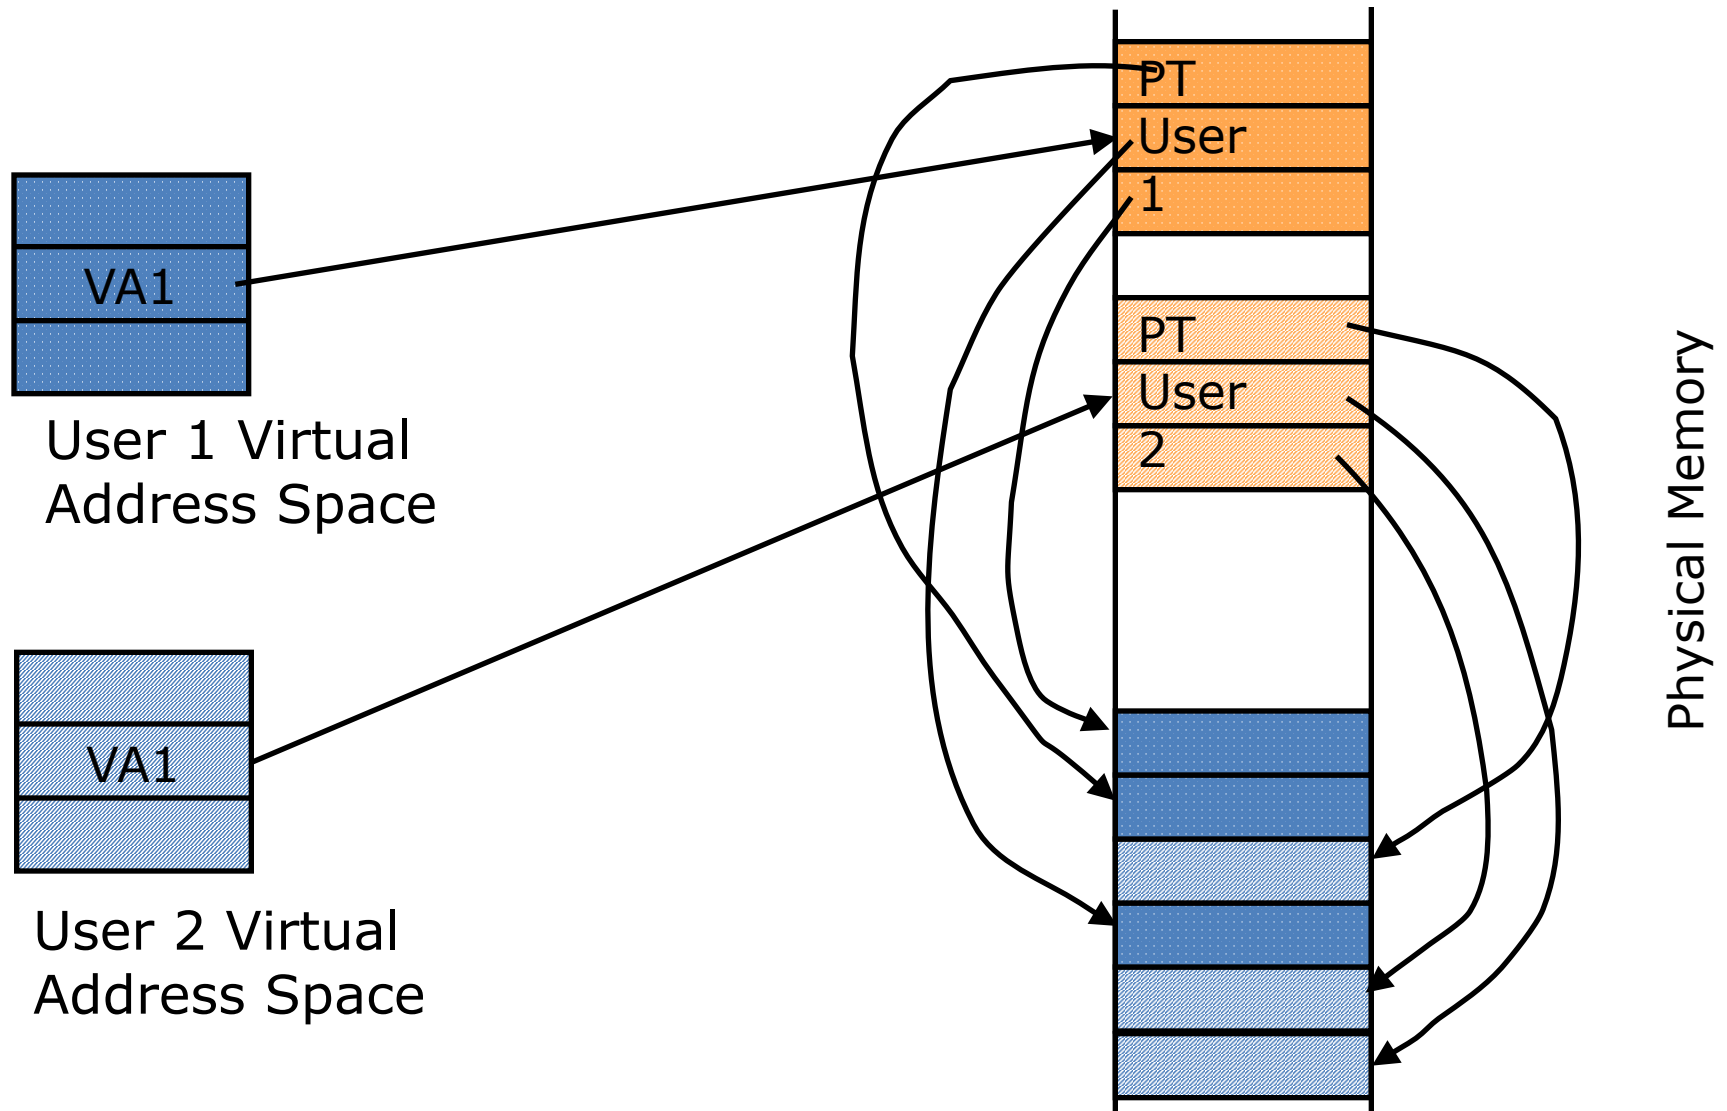 PT
User
1
VA1
User 1 Virtual
Address Space
PT
User
2
VA1
User 2 Virtual
Address Space
Physical Memory